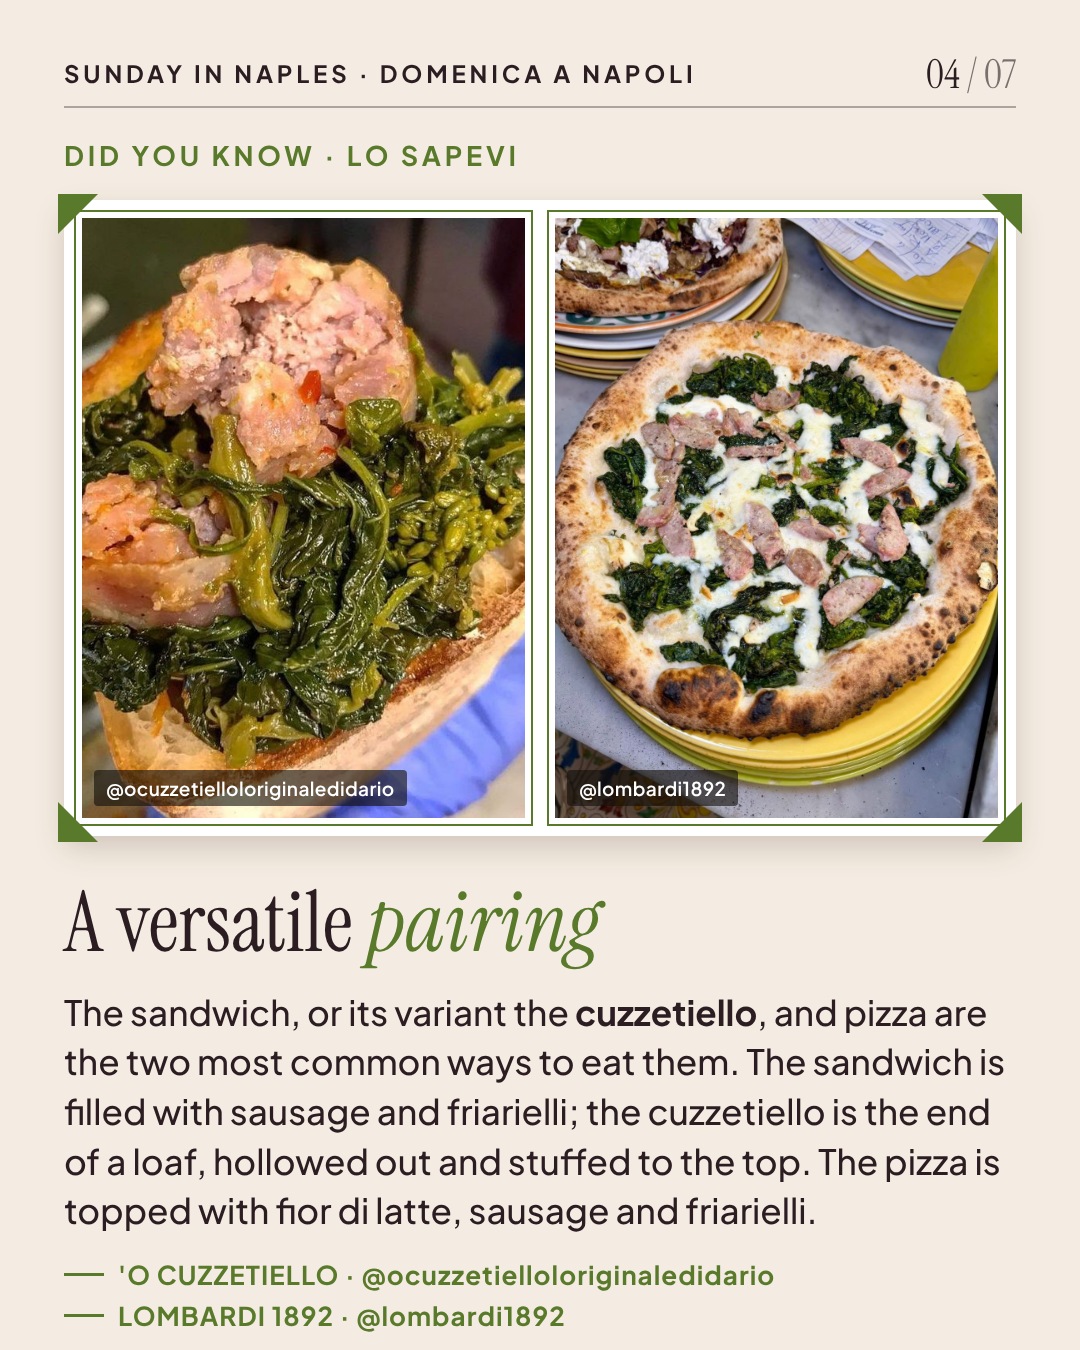 SUNDAY IN NAPLES · DOMENICA A NAPOLI
04 / 07
DID YOU KNOW · LO SAPEVI
@ocuzzetielloloriginaledidario
@lombardi1892
A versatile pairing
The sandwich, or its variant the cuzzetiello, and pizza are
the two most common ways to eat them. The sandwich is
filled with sausage and friarielli; the cuzzetiello is the end
of a loaf, hollowed out and stuffed to the top. The pizza is
topped with fior di latte, sausage and friarielli.
— 'O CUZZETIELLO · @ocuzzetielloloriginaledidario
— LOMBARDI 1892 · @lombardi1892